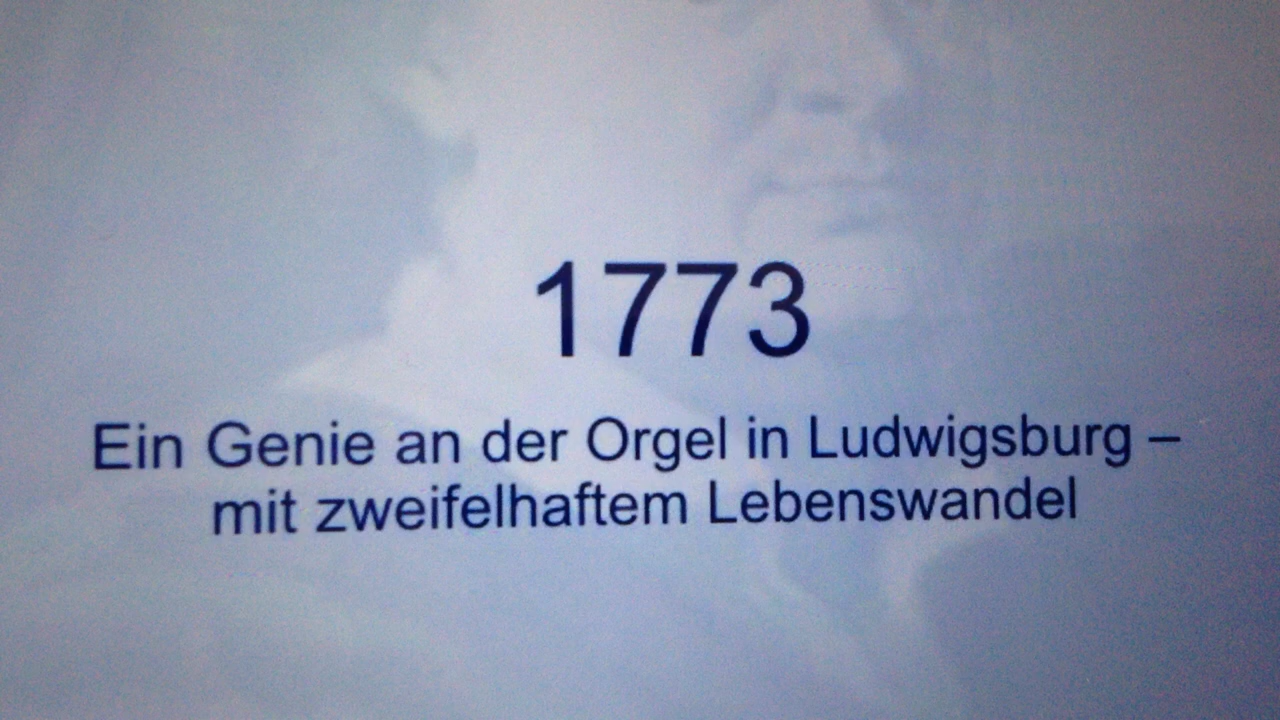 1773
Ein Genie an der Orgel in Ludwigsburg –
mit zweifelhaftem Lebenswandel